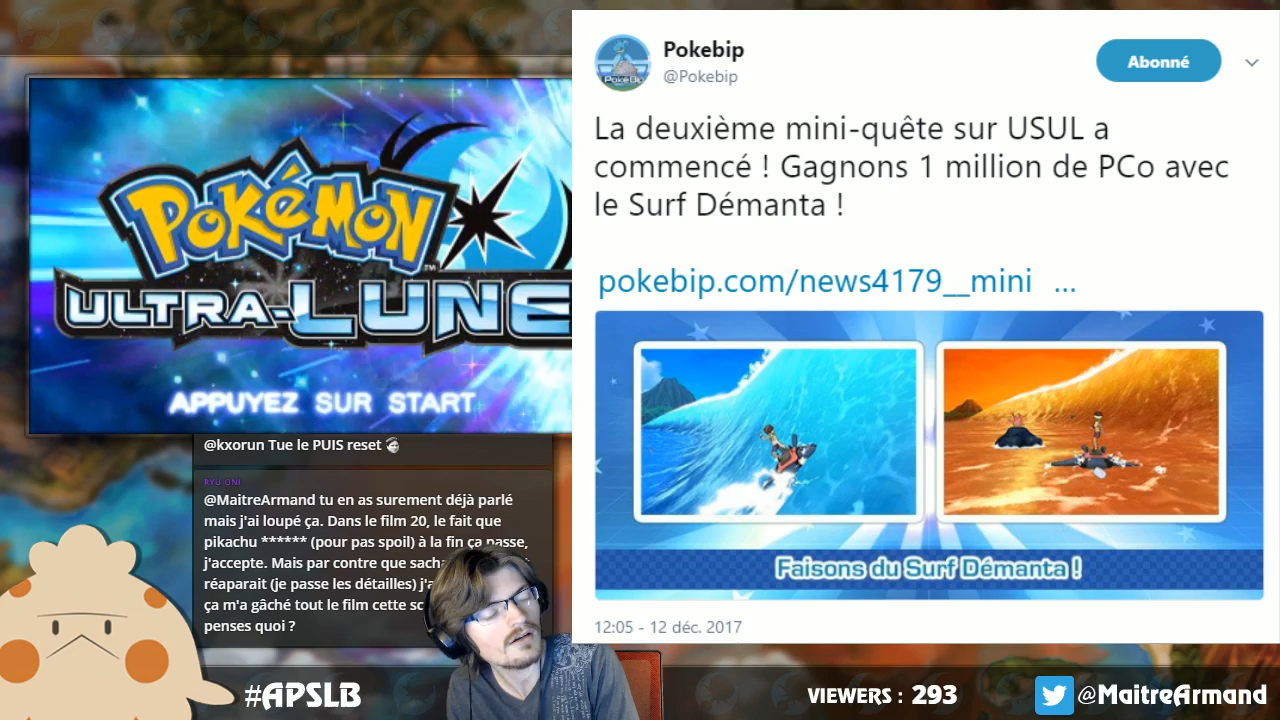 POKÉMON
ULTRA-LUNE
APPUYEZ SUR START
@kxorun Tue le PUIS reset
RYU ONI
@MaitreArmand tu en as surement déjà parlé
mais j'ai loupé ça. Dans le film 20, le fait que
pikachu ****** (pour pas spoil) à la fin ça passe,
j'accepte. Mais par contre que
réaparait (je passe les détailles)
ça m'a gâché tout le film cette
penses quoi ?
#APSLB
Pokebip
@Pokebip
Abonné
La deuxième mini-quête sur USUL a
commencé ! Gagnons 1 million de PCo avec
le Surf Démanta !
pokebip.com/news4179__mini ...
Faisons du Surf Démanta !
12:05 - 12 déc. 2017
VIEWERS : 293
@MaitreArmand